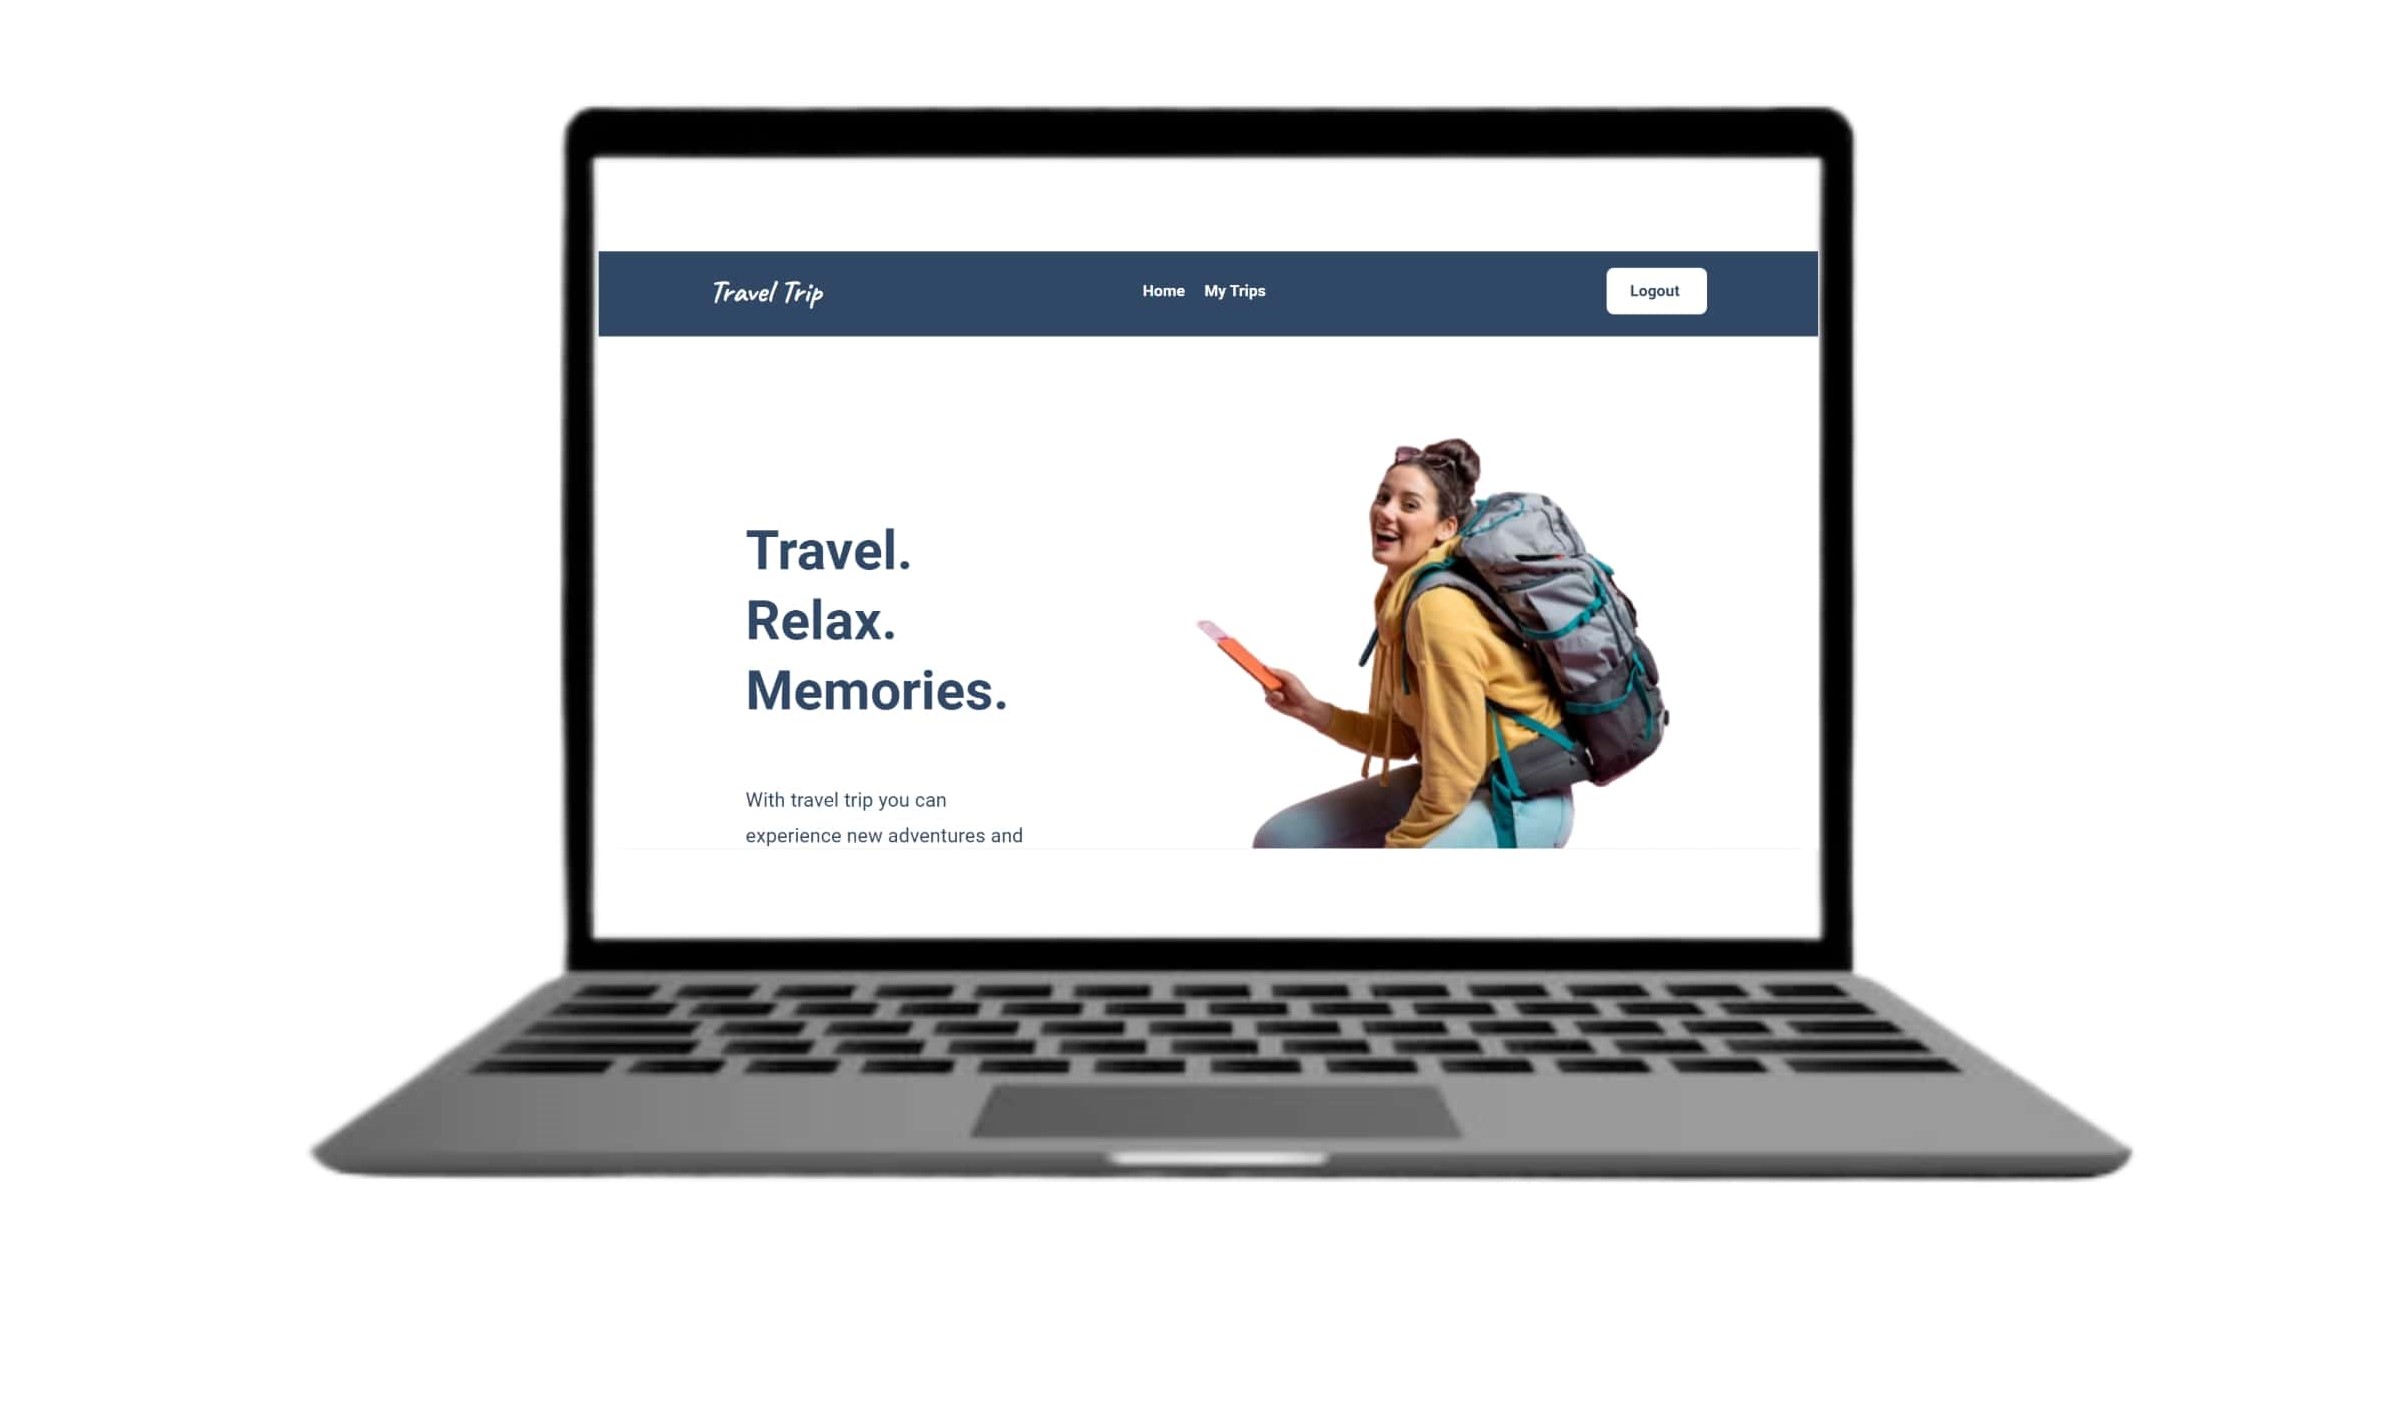 Travel Trip
Home
My Trips
Logout
Travel.
Relax.
Memories.
With travel trip you can
experience new adventures and